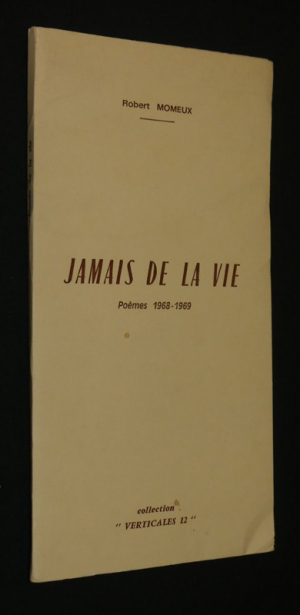 Robert MOMEUX
JAMAIS DE LA VIE
Poèmes 1968-1969
collection
" VERTICALES 12 "